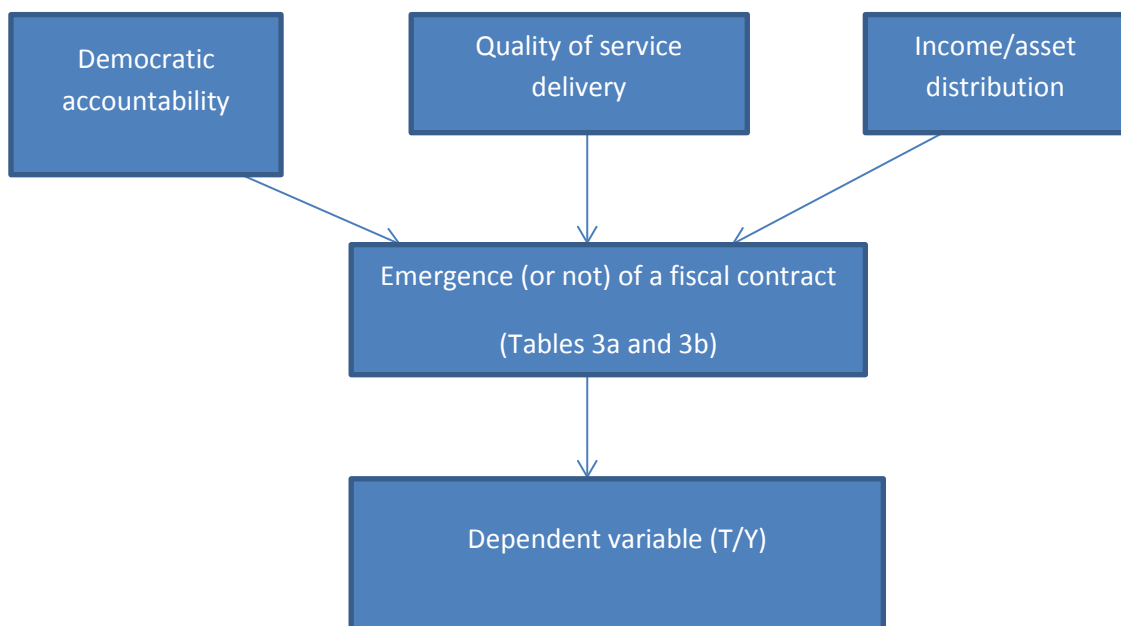 Democratic
accountability
Quality of service
delivery
Income/asset
distribution
Emergence (or not) of a fiscal contract
(Tables 3a and 3b)
Dependent variable (T/Y)